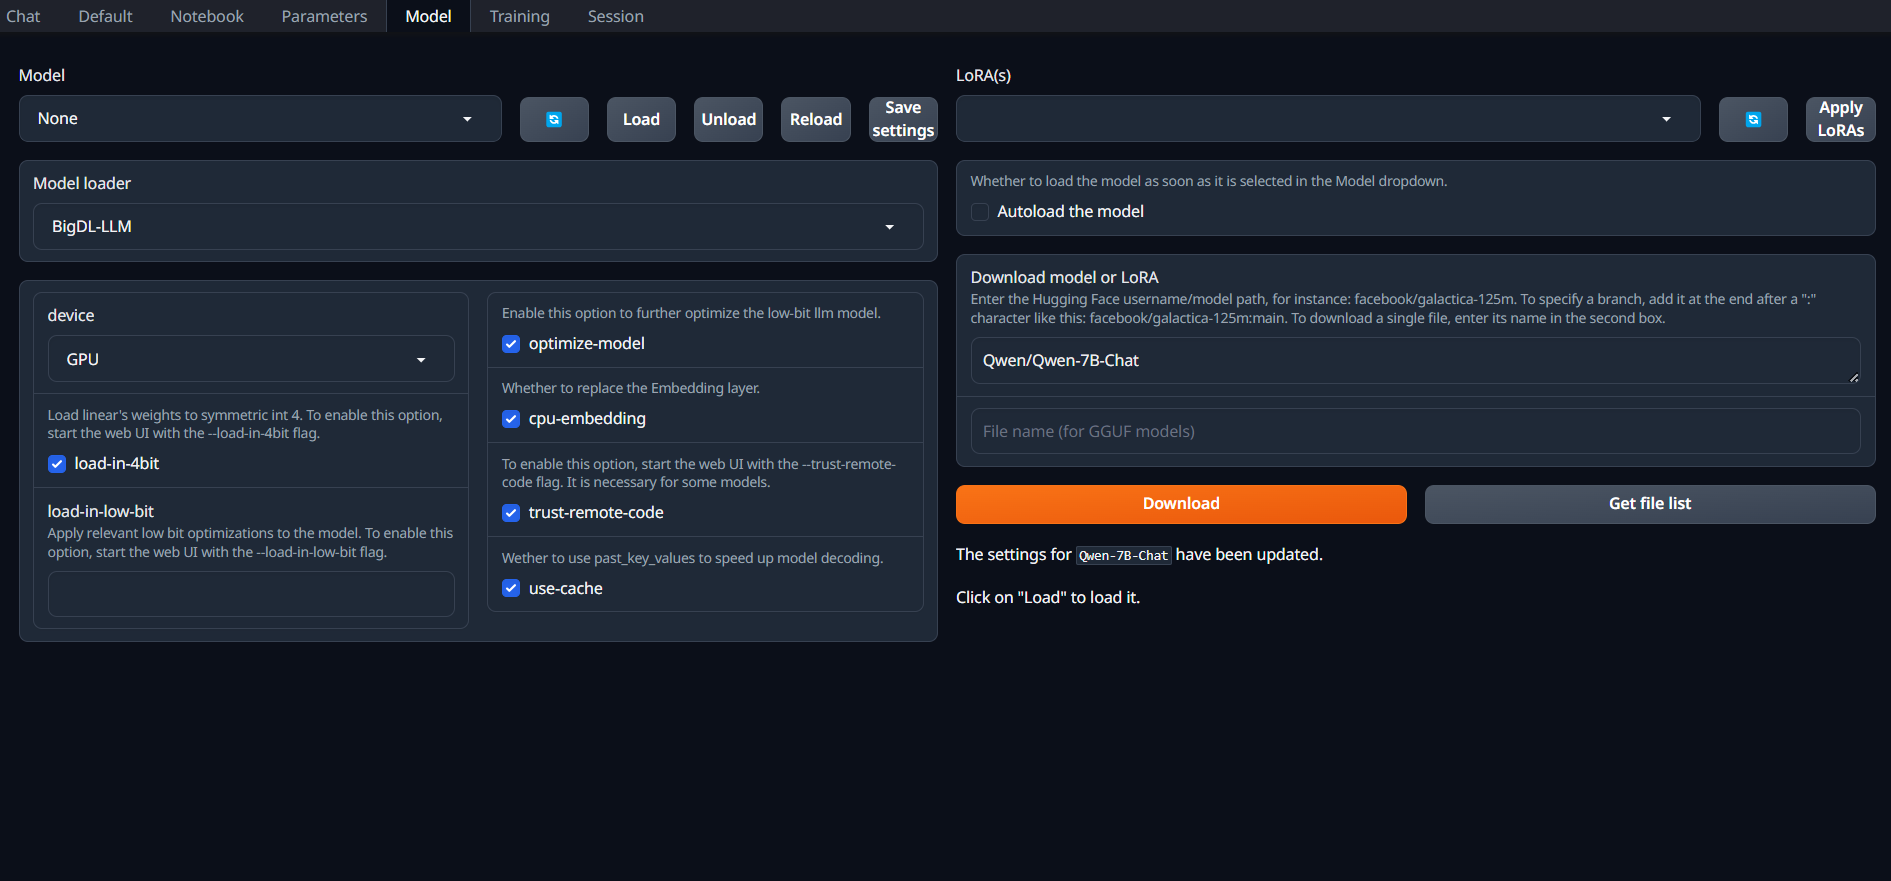 Chat
Default
Notebook
Parameters
Model
Training
Session
Model
None
Load
Unload
Reload
Save
settings
Model loader
BigDL-LLM
device
GPU
Load linear's weights to symmetric int 4. To enable this option,
start the web UI with the --load-in-4bit flag.
load-in-4bit
load-in-low-bit
Apply relevant low bit optimizations to the model. To enable this
option, start the web UI with the --load-in-low-bit flag.
Enable this option to further optimize the low-bit llm model.
optimize-model
Whether to replace the Embedding layer.
cpu-embedding
To enable this option, start the web UI with the --trust-remote-
code flag. It is necessary for some models.
trust-remote-code
Wether to use past_key_values to speed up model decoding.
use-cache
LoRA(s)
Apply
LoRAs
Whether to load the model as soon as it is selected in the Model dropdown.
Autoload the model
Download model or LoRA
Enter the Hugging Face username/model path, for instance: facebook/galactica-125m. To specify a branch, add it at the end after a ":"
character like this: facebook/galactica-125m:main. To download a single file, enter its name in the second box.
Qwen/Qwen-7B-Chat
File name (for GGUF models)
Download
Get file list
The settings for Qwen-7B-Chat have been updated.
Click on "Load" to load it.